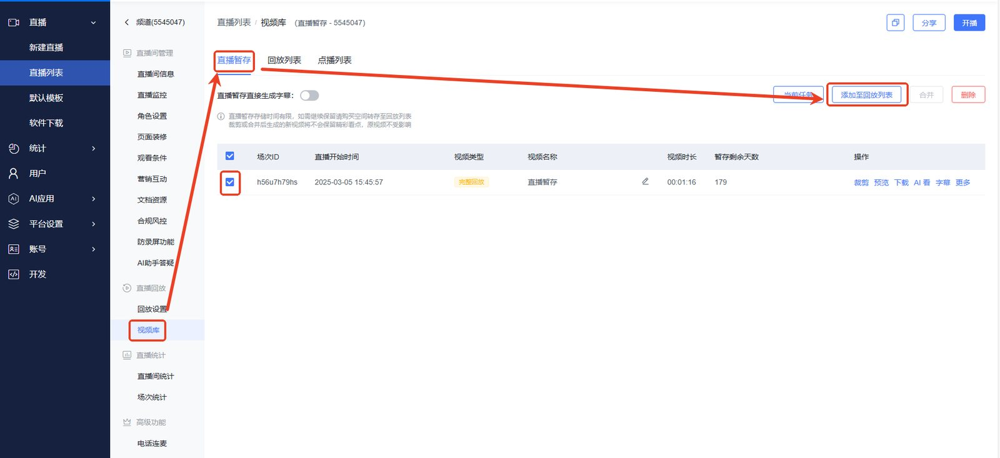 直播
新建直播
直播列表
默认模板
软件下载
统计
用户
AI应用
平台设置
账号
开发
频道(5545047)
直播间管理
直播间信息
直播监控
角色设置
页面装修
观看条件
营销互动
文档资源
合规风控
防录屏功能
AI助手答疑
直播回放
回放设置
视频库
直播统计
直播间统计
场次统计
高级功能
电话连麦
直播列表 / 视频库 (直播暂存 - 5545047)
分享
开播
直播暂存 回放列表 点播列表
直播暂存直接生成字幕：
当前任务
添加至回放列表
合并
删除
直播暂存存储时间有限，如需继续保留请购买空间转存至回放列表
裁剪或合并后生成的新视频将不会保留精彩看点，原视频不受影响
场次ID 直播开始时间 视频类型 视频名称 视频时长 暂存剩余天数 操作
h56u7h79hs 2025-03-05 15:45:57 完整回放 直播暂存 00:01:16 179 裁剪 预览 下载 AI 看 字幕 更多